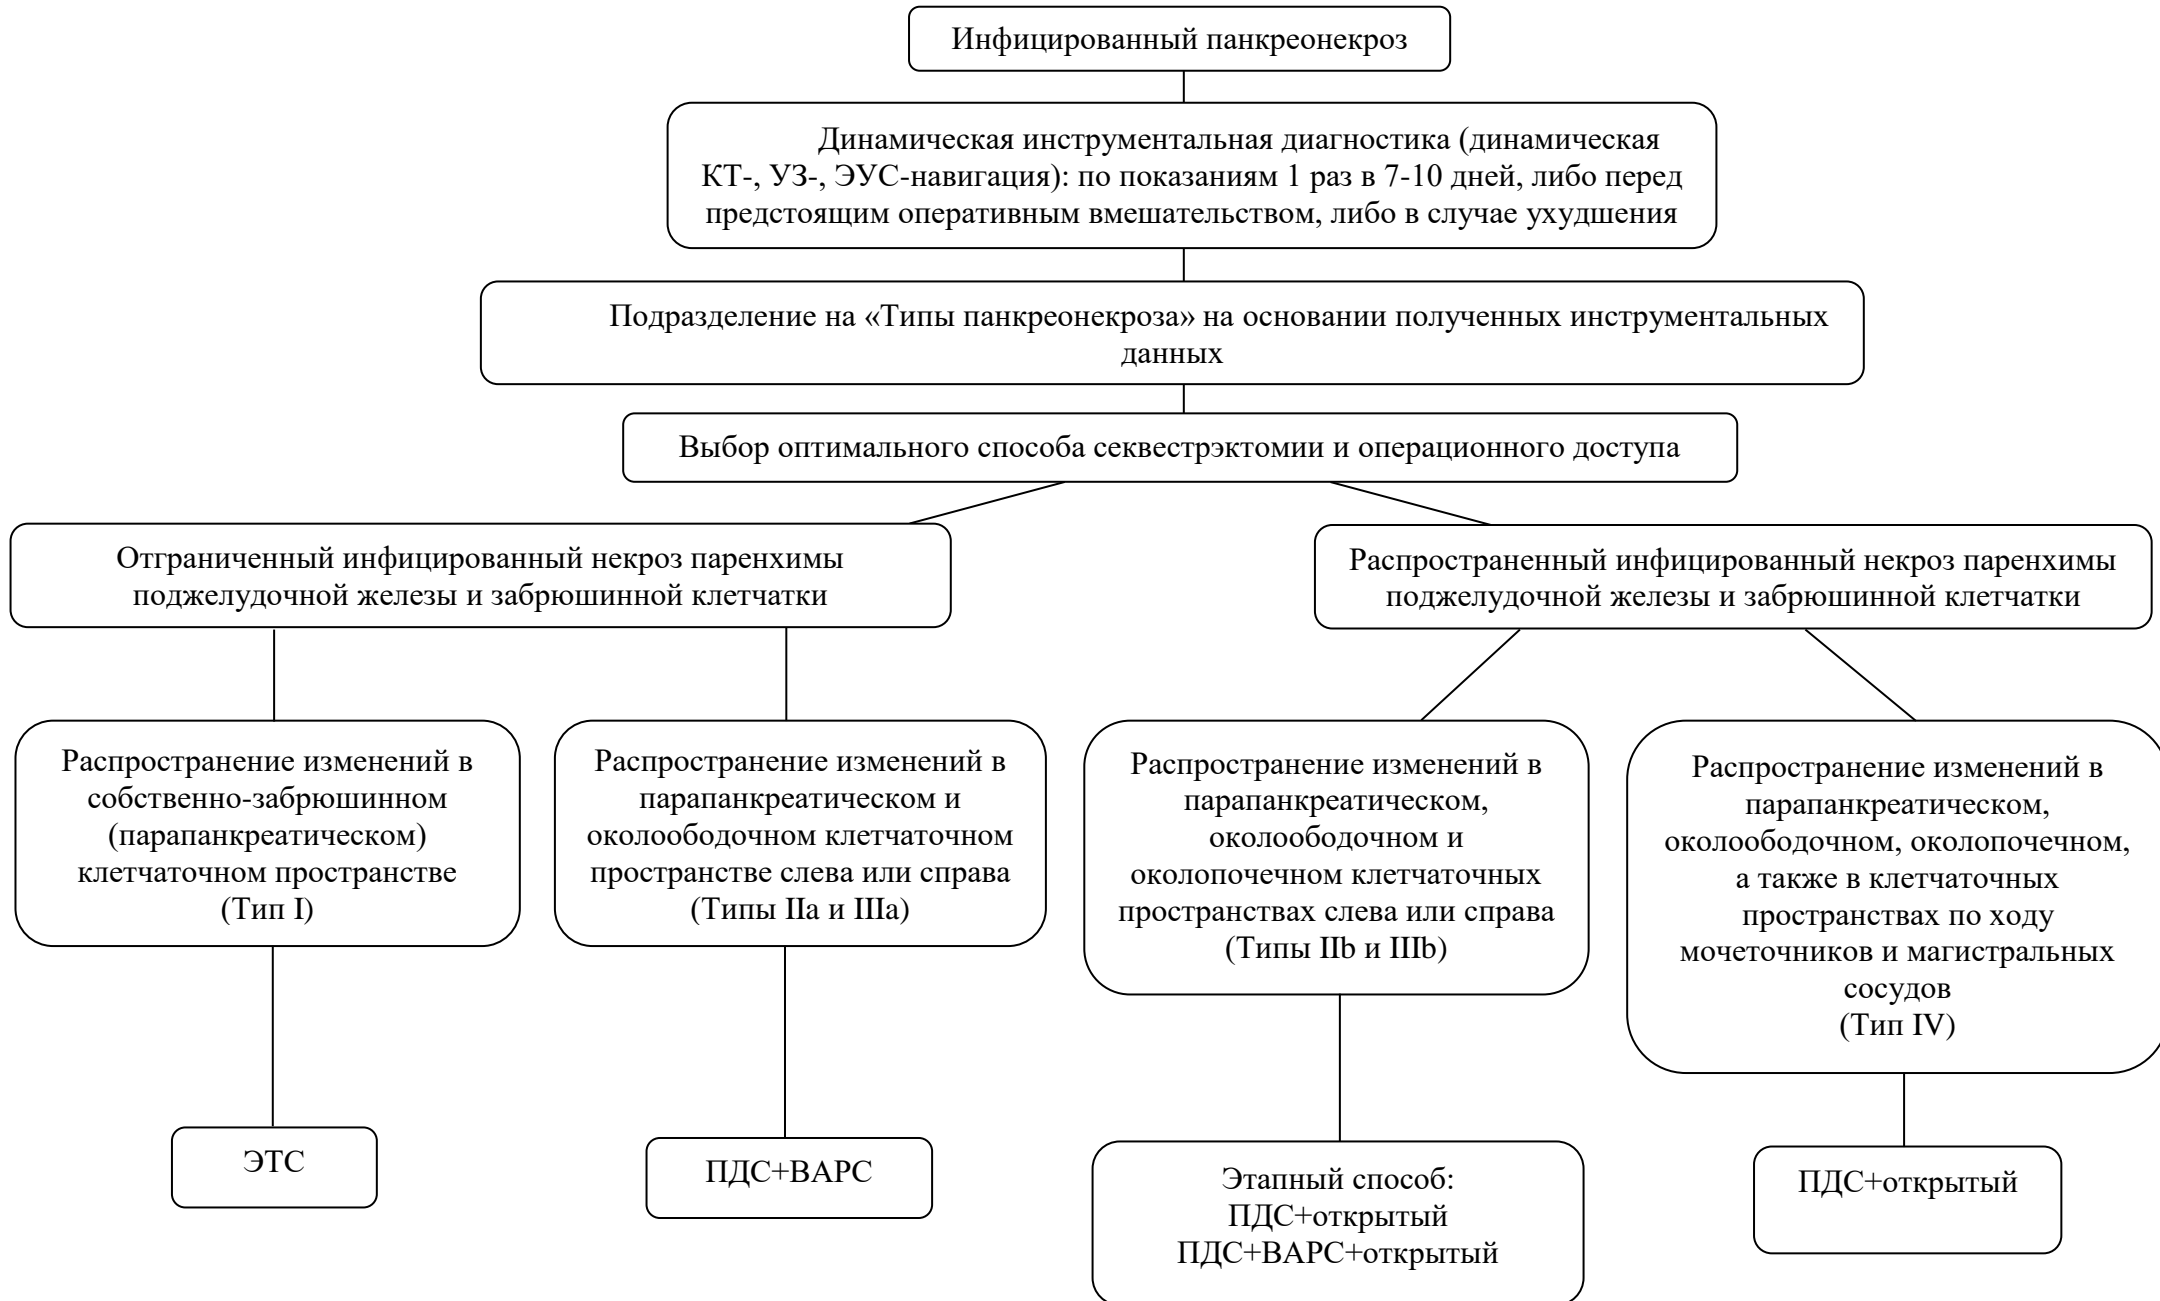 Инфицированный панкреонекроз
Динамическая инструментальная диагностика (динамическая
КТ-, УЗ-, ЭУС-навигация): по показаниям 1 раз в 7-10 дней, либо перед
предстоящим оперативным вмешательством, либо в случае ухудшения
Подразделение на «Типы панкреонекроза» на основании полученных инструментальных
данных
Выбор оптимального способа секвестрэктомии и операционного доступа
Отграниченный инфицированный некроз паренхимы
поджелудочной железы и забрюшинной клетчатки
Распространенный инфицированный некроз паренхимы
поджелудочной железы и забрюшинной клетчатки
Распространение изменений в
собственно-забрюшинном
(парапанкреатическом)
клетчаточном пространстве
(Тип I)
Распространение изменений в
парапанкреатическом и
околоободочном клетчаточном
пространстве слева или справа
(Типы IIa и IIIa)
Распространение изменений в
парапанкреатическом,
околоободочном и
околопочечном клетчаточных
пространствах слева или справа
(Типы IIb и IIIb)
Распространение изменений в
парапанкреатическом,
околоободочном, околопочечном,
а также в клетчаточных
пространствах по ходу
мочеточников и магистральных
сосудов
(Тип IV)
ЭТС
ПДС+ВАРС
Этапный способ:
ПДС+открытый
ПДС+ВАРС+открытый
ПДС+открытый